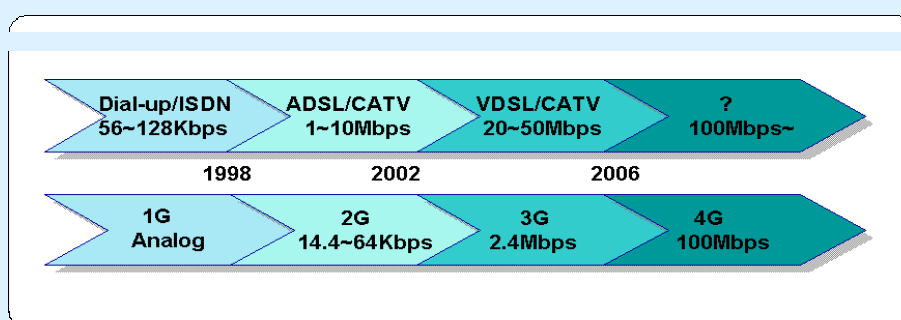 Dial-up/ISDN
56~128Kbps
ADSL/CATV
1~10Mbps
VDSL/CATV
20~50Mbps
?
100Mbps~
1998
2002
2006
1G
Analog
2G
14.4~64Kbps
3G
2.4Mbps
4G
100Mbps